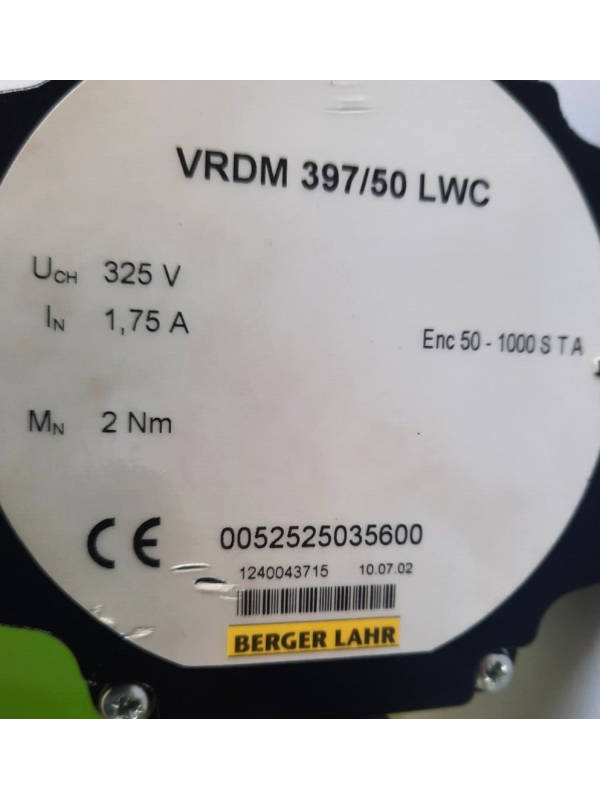 VRDM 397/50 LWC
UCH 325 V
IN 1,75 A
Enc 50 - 1000 S T A
MN 2 Nm
CE 0052525035600
1240043715 10.07.02
BERGER LAHR